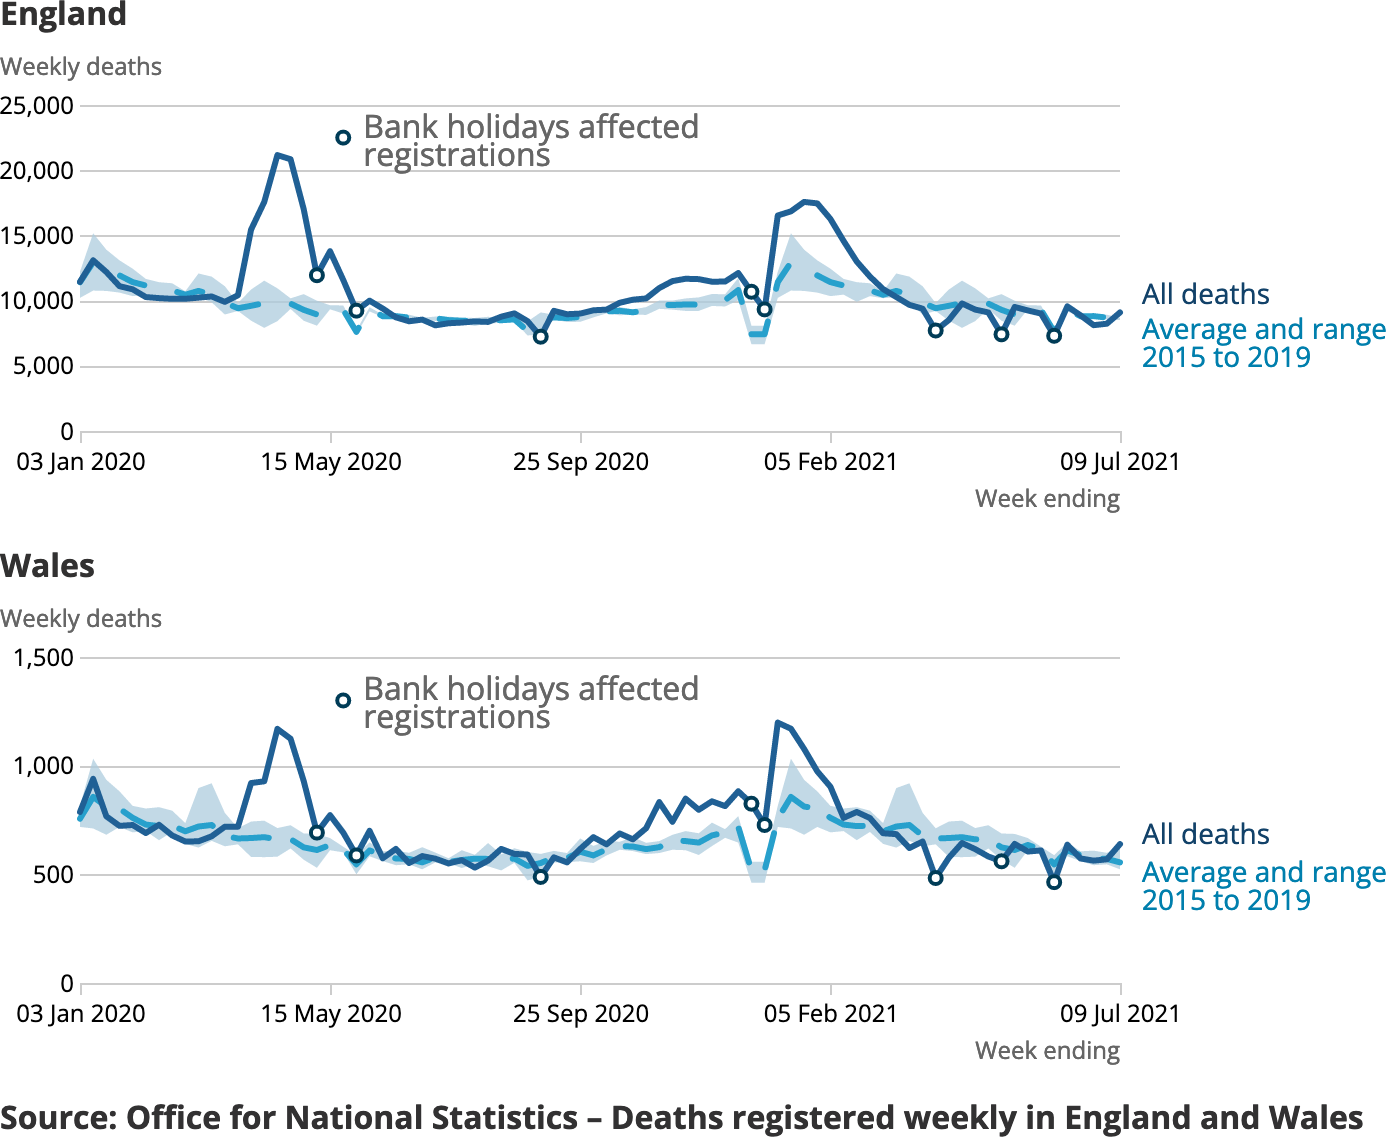 England
Weekly deaths
25,000
Bank holidays affected
registrations
20,000
15,000
10,000
All deaths
Average and range
2015 to 2019
5,000
0
03 Jan 2020
15 May 2020
25 Sep 2020
05 Feb 2021
09 Jul 2021
Week ending
Wales
Weekly deaths
1,500
Bank holidays affected
registrations
1,000
All deaths
Average and range
2015 to 2019
500
0
03 Jan 2020
15 May 2020
25 Sep 2020
05 Feb 2021
09 Jul 2021
Week ending
Source: Office for National Statistics – Deaths registered weekly in England and Wales